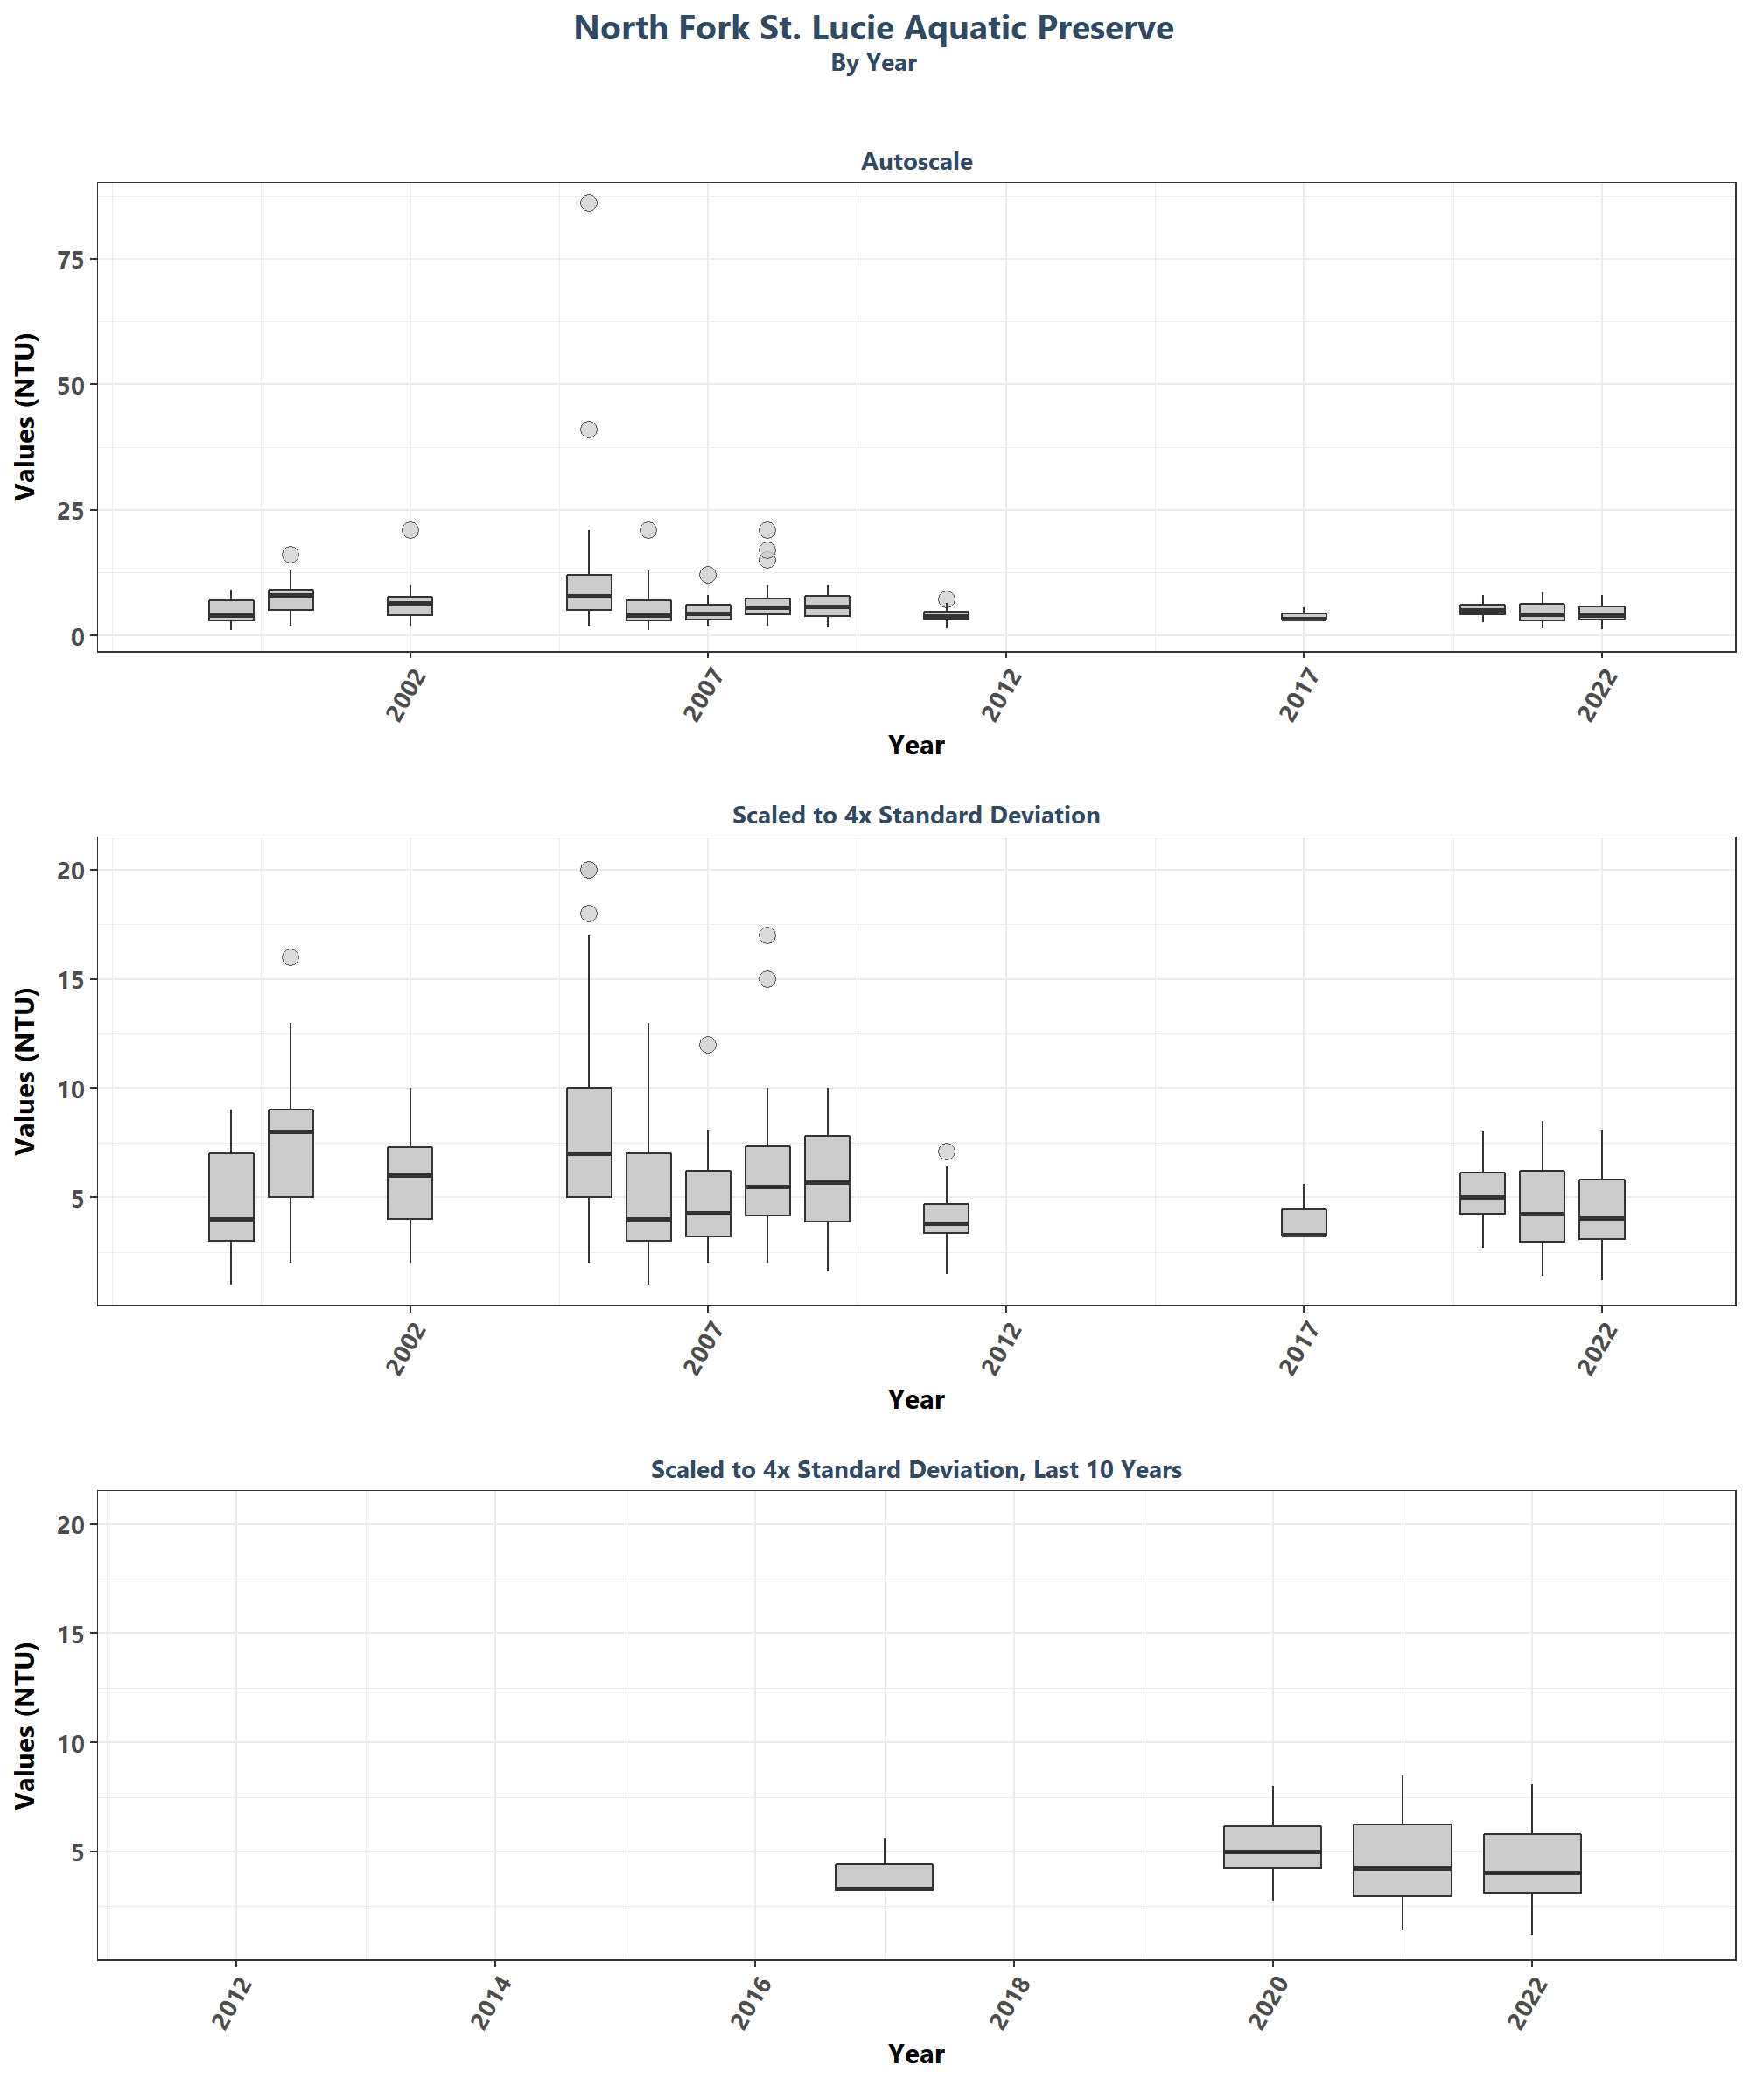 North Fork St. Lucie Aquatic Preserve
By Year
Autoscale
Values (NTU)
75
50
25
0
2002
2007
2012
2017
2022
Year
Scaled to 4x Standard Deviation
Values (NTU)
20
15
10
5
2002
2007
2012
2017
2022
Year
Scaled to 4x Standard Deviation, Last 10 Years
Values (NTU)
20
15
10
5
2012
2014
2016
2018
2020
2022
Year